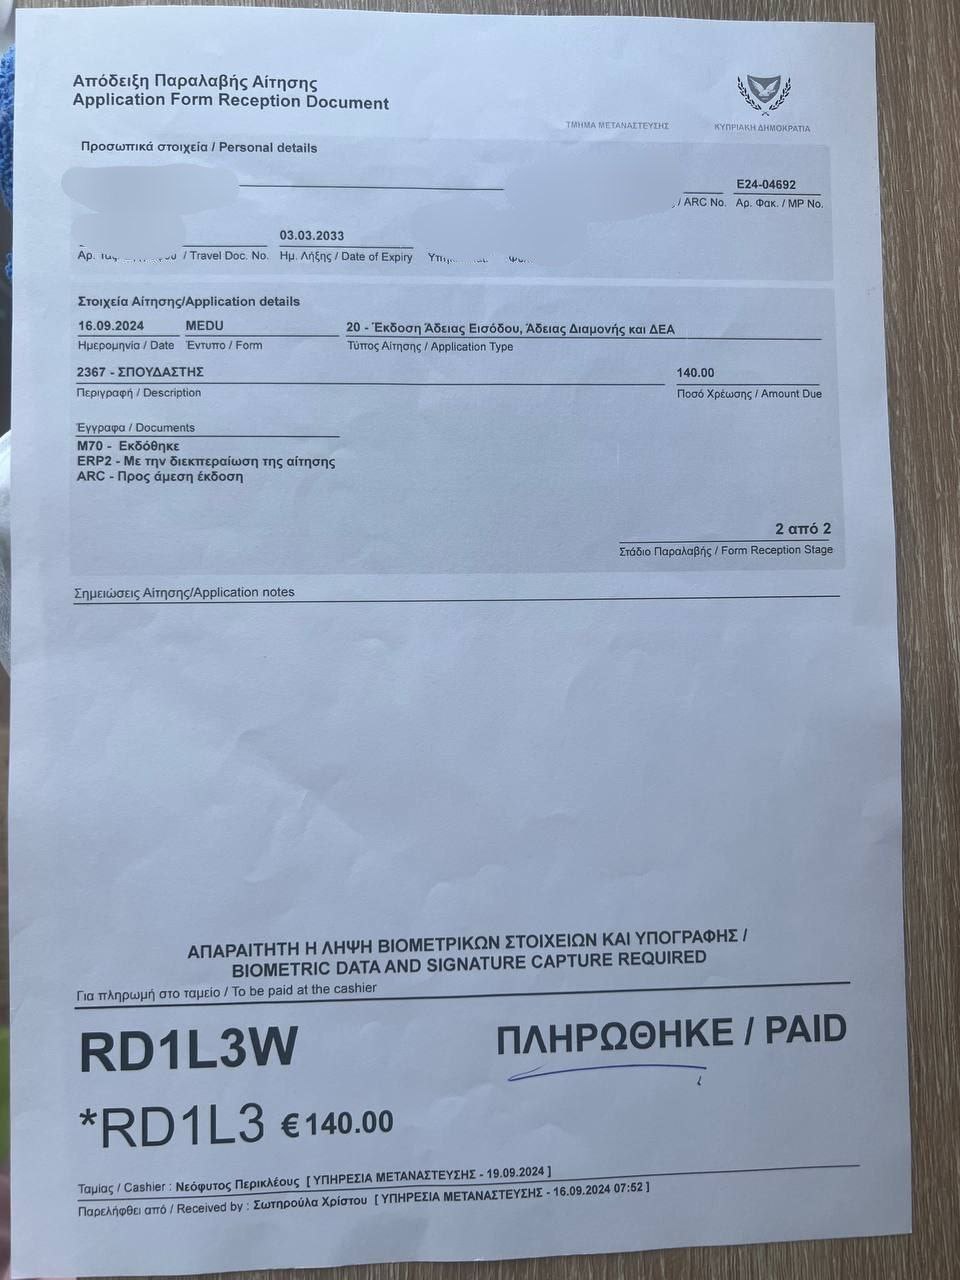 Απόδειξη Παραλαβής Αίτησης
Application Form Reception Document
ΤΜΗΜΑ ΜΕΤΑΝΑΣΤΕΥΣΗΣ
ΚΥΠΡΙΑΚΗ ΔΗΜΟΚΡΑΤΙΑ
Προσωπικά στοιχεία / Personal details
E24-04692
/ ARC No. Αρ. Φακ. / MP No.
03.03.2033
Αρ. / Travel Doc. No. Ημ. Λήξης / Date of Expiry
Στοιχεία Αίτησης/Application details
16.09.2024 MEDU 20 - Έκδοση Άδειας Εισόδου, Άδειας Διαμονής και ΔΕΑ
Ημερομηνία / Date Έντυπο / Form Τύπος Αίτησης / Application Type
2367 - ΣΠΟΥΔΑΣΤΗΣ 140.00
Περιγραφή / Description Ποσό Χρέωσης / Amount Due
Έγγραφα / Documents
M70 - Εκδόθηκε
ERP2 - Με την διεκπεραίωση της αίτησης
ARC - Προς άμεση έκδοση
2 από 2
Στάδιο Παραλαβής / Form Reception Stage
Σημειώσεις Αίτησης/Application notes
ΑΠΑΡΑΙΤΗΤΗ Η ΛΗΨΗ ΒΙΟΜΕΤΡΙΚΩΝ ΣΤΟΙΧΕΙΩΝ ΚΑΙ ΥΠΟΓΡΑΦΗΣ /
BIOMETRIC DATA AND SIGNATURE CAPTURE REQUIRED
Για πληρωμή στο ταμείο / To be paid at the cashier
RD1L3W ΠΛΗΡΩΘΗΚΕ / PAID
*RD1L3 €140.00
Ταμίας / Cashier : Νεόφυτος Περικλέους [ ΥΠΗΡΕΣΙΑ ΜΕΤΑΝΑΣΤΕΥΣΗΣ - 19.09.2024 ]
Παρελήφθει από / Received by : Σωτηρούλα Χρίστου [ ΥΠΗΡΕΣΙΑ ΜΕΤΑΝΑΣΤΕΥΣΗΣ - 16.09.2024 07:52 ]